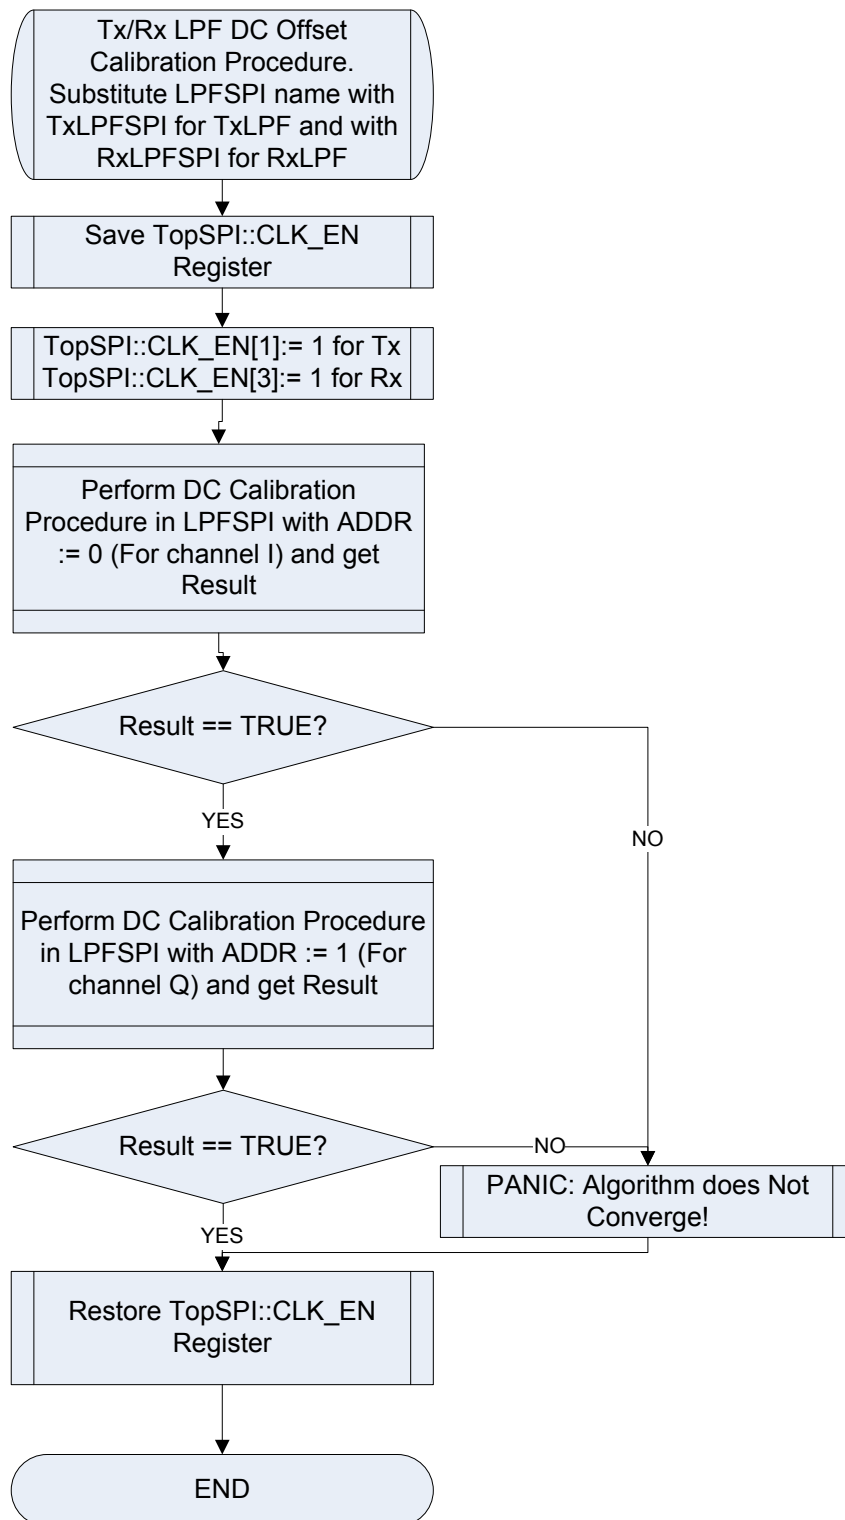 Tx/Rx LPF DC Offset
Calibration Procedure.
Substitute LPFSPI name with
TxLPFSPI for TxLPF and with
RxLPFSPI for RxLPF
Save TopSPI::CLK_EN
Register
TopSPI::CLK_EN[1]:= 1 for Tx
TopSPI::CLK_EN[3]:= 1 for Rx
Perform DC Calibration
Procedure in LPFSPI with ADDR
:= 0 (For channel I) and get
Result
Result == TRUE?
YES
NO
Perform DC Calibration Procedure
in LPFSPI with ADDR := 1 (For
channel Q) and get Result
Result == TRUE?
NO
PANIC: Algorithm does Not
Converge!
YES
Restore TopSPI::CLK_EN
Register
END